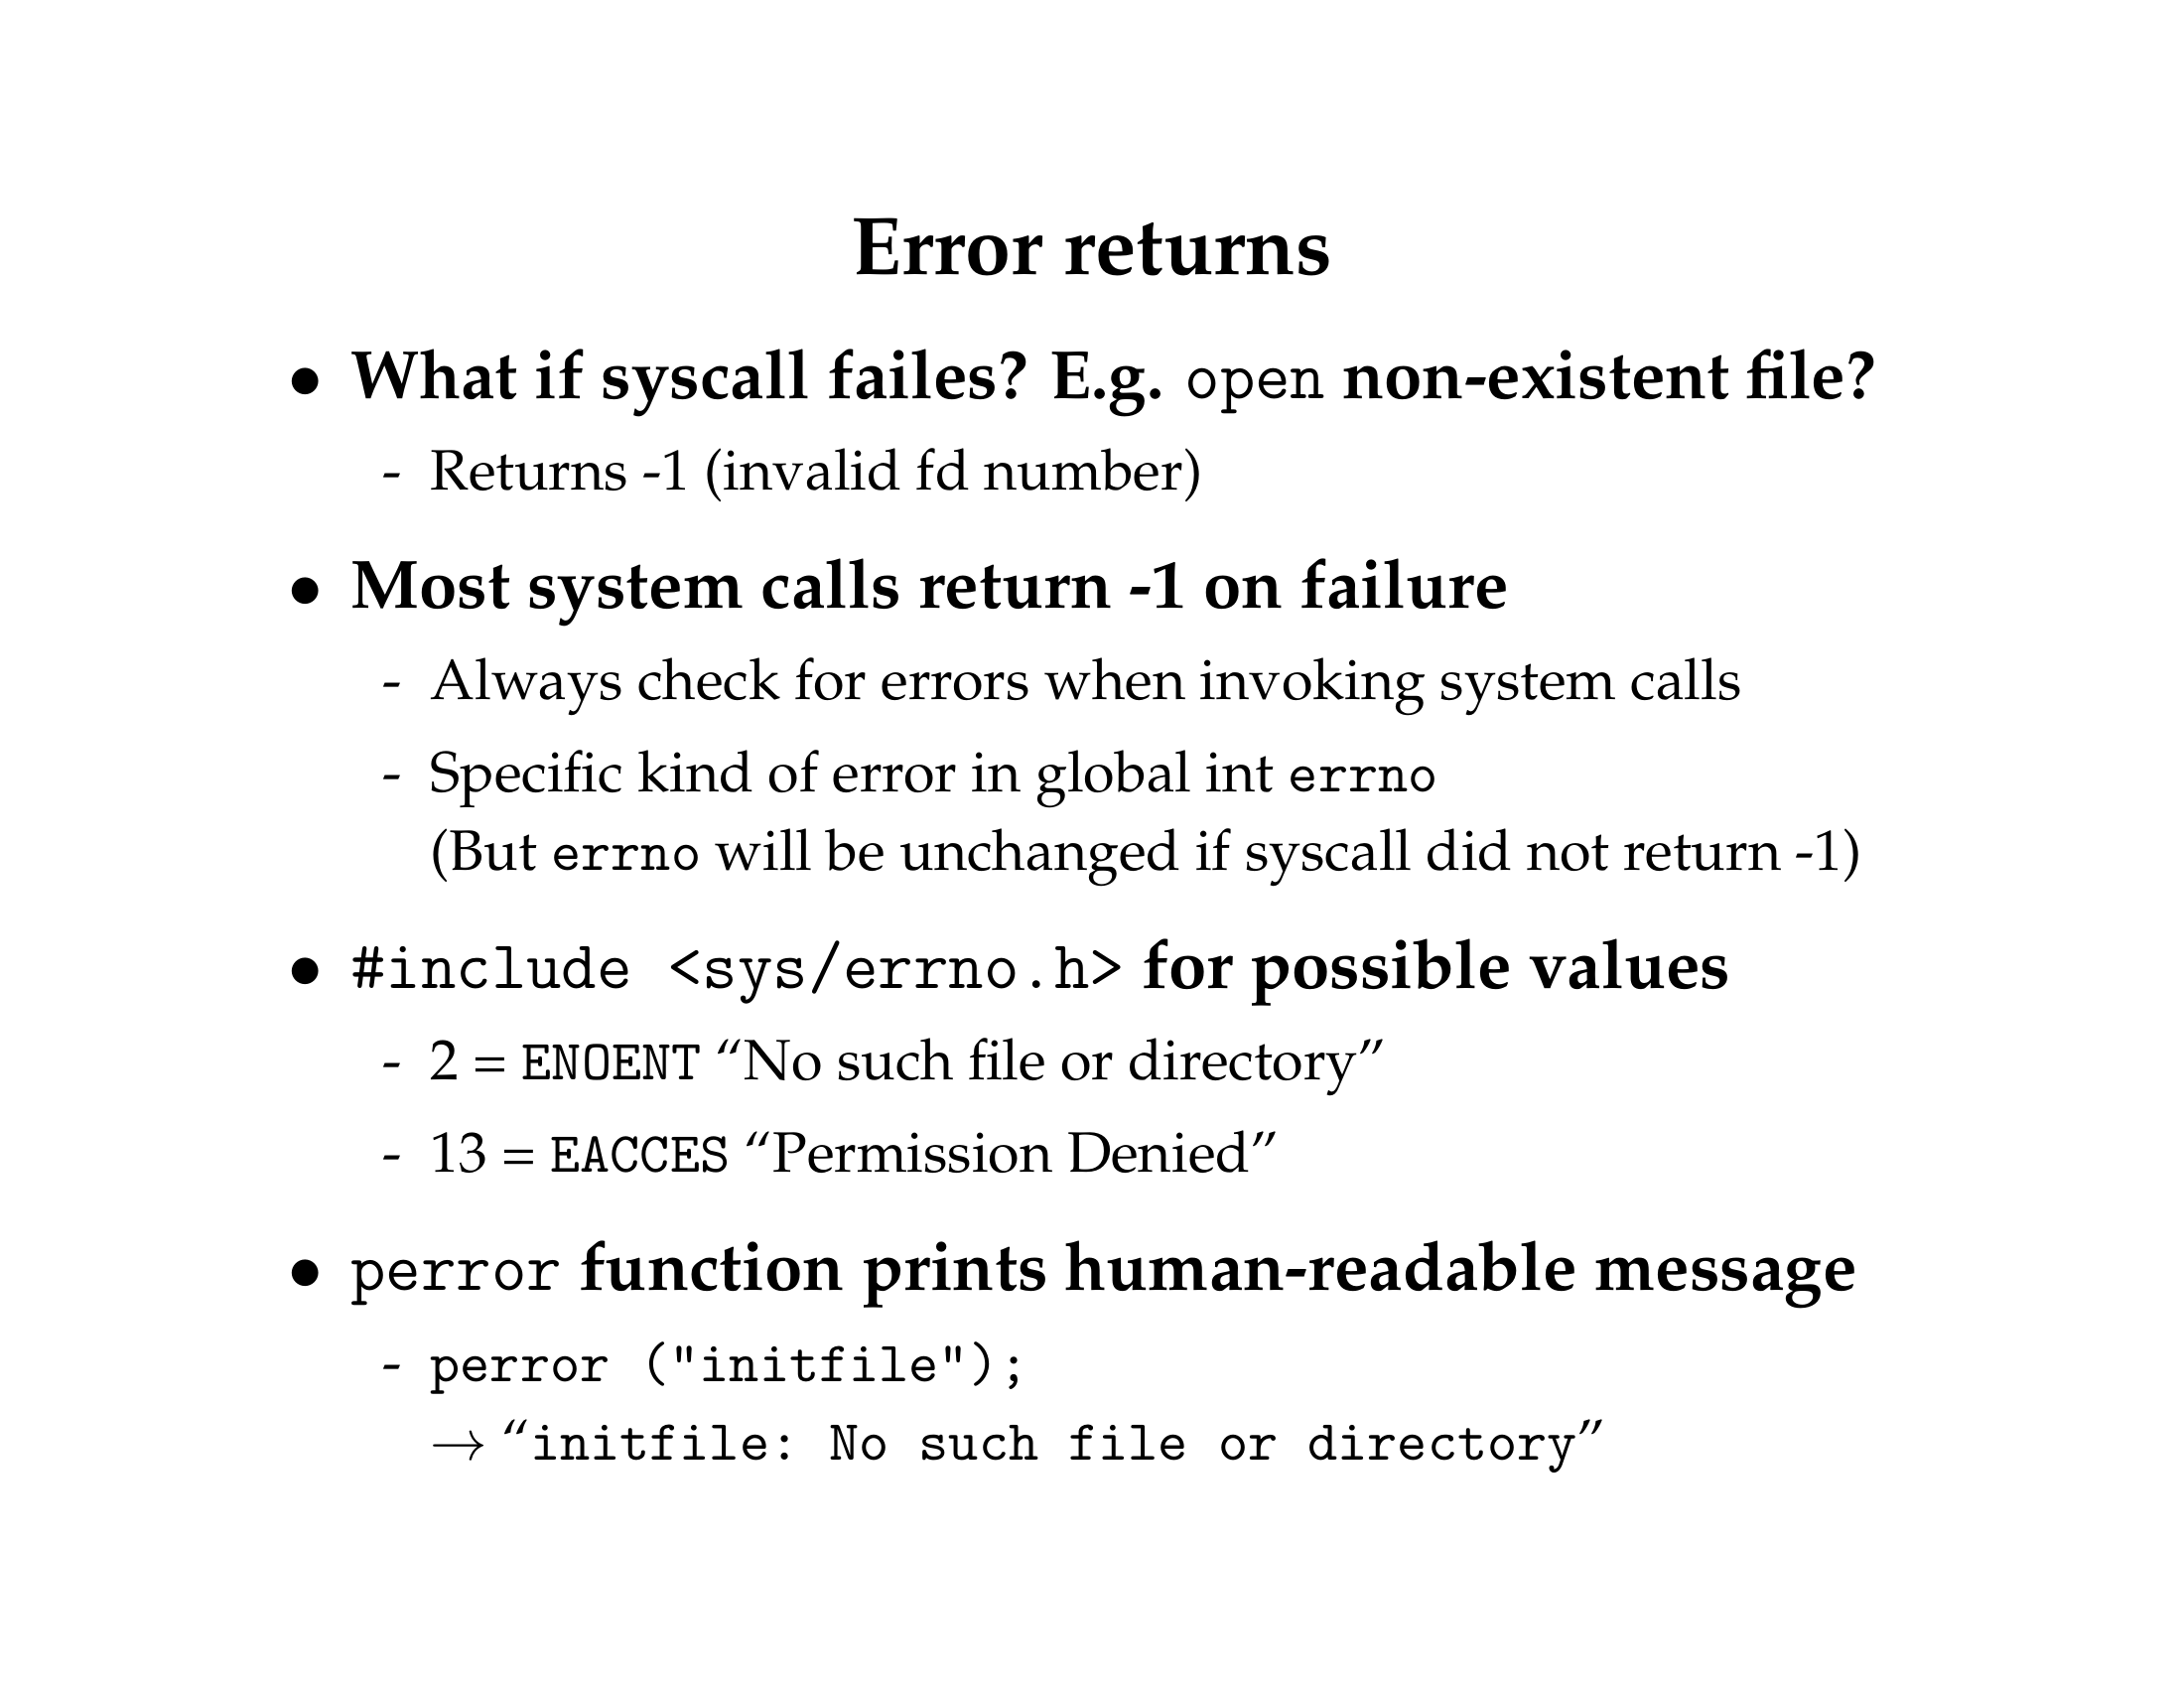 Error returns
• What if syscall failes? E.g. open non-existent file?
- Returns -1 (invalid fd number)
• Most system calls return -1 on failure
- Always check for errors when invoking system calls
- Specific kind of error in global int errno
(But errno will be unchanged if syscall did not return -1)
• #include <sys/errno.h> for possible values
- 2 = ENOENT “No such file or directory”
- 13 = EACCES “Permission Denied”
• perror function prints human-readable message
- perror ("initfile");
→ “initfile: No such file or directory”